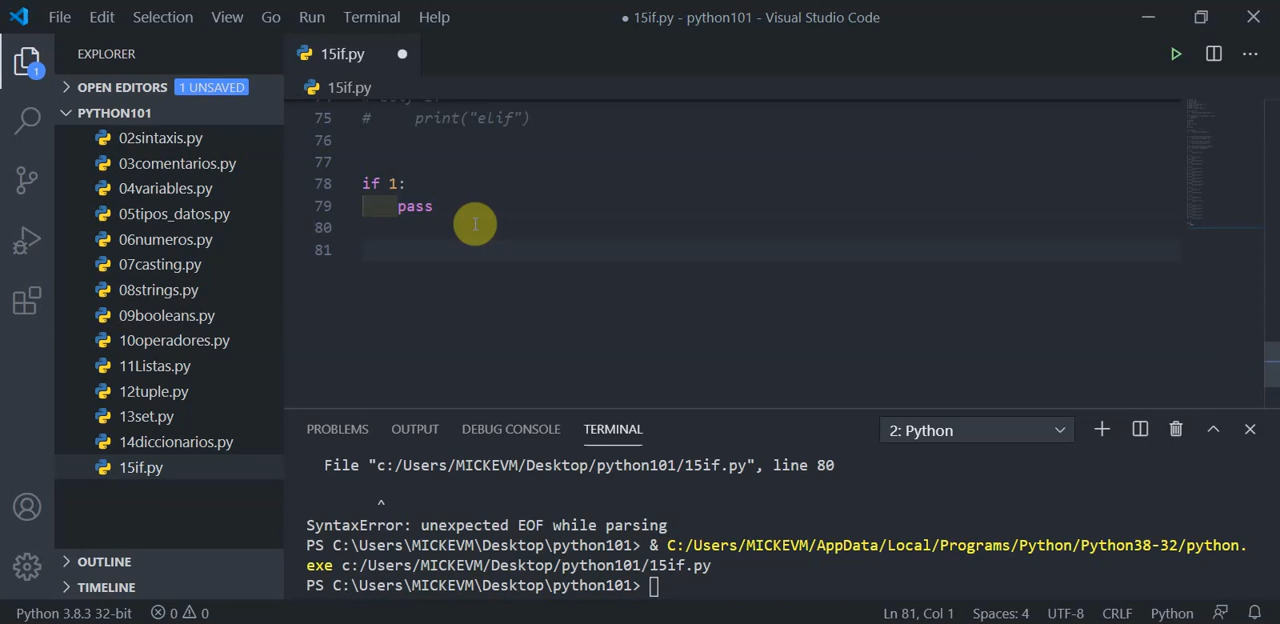 File Edit Selection View Go Run Terminal Help ● 15if.py - python101 - Visual Studio Code
EXPLORER
15if.py
1
OPEN EDITORS 1 UNSAVED
15if.py
PYTHON101
02sintaxis.py
03comentarios.py
04variables.py
05tipos_datos.py
06numeros.py
07casting.py
08strings.py
09booleans.py
10operadores.py
11Listas.py
12tuple.py
13set.py
14diccionarios.py
15if.py
OUTLINE
TIMELINE
75 # print("elif")
76
77
78 if 1:
79 pass
80
81
PROBLEMS OUTPUT DEBUG CONSOLE TERMINAL 2: Python
File "c:/Users/MICKEVM/Desktop/python101/15if.py", line 80
^
SyntaxError: unexpected EOF while parsing
PS C:\Users\MICKEVM\Desktop\python101> & C:/Users/MICKEVM/AppData/Local/Programs/Python/Python38-32/python.
exe c:/Users/MICKEVM/Desktop/python101/15if.py
PS C:\Users\MICKEVM\Desktop\python101>
Python 3.8.3 32-bit 0 0 Ln 81, Col 1 Spaces: 4 UTF-8 CRLF Python